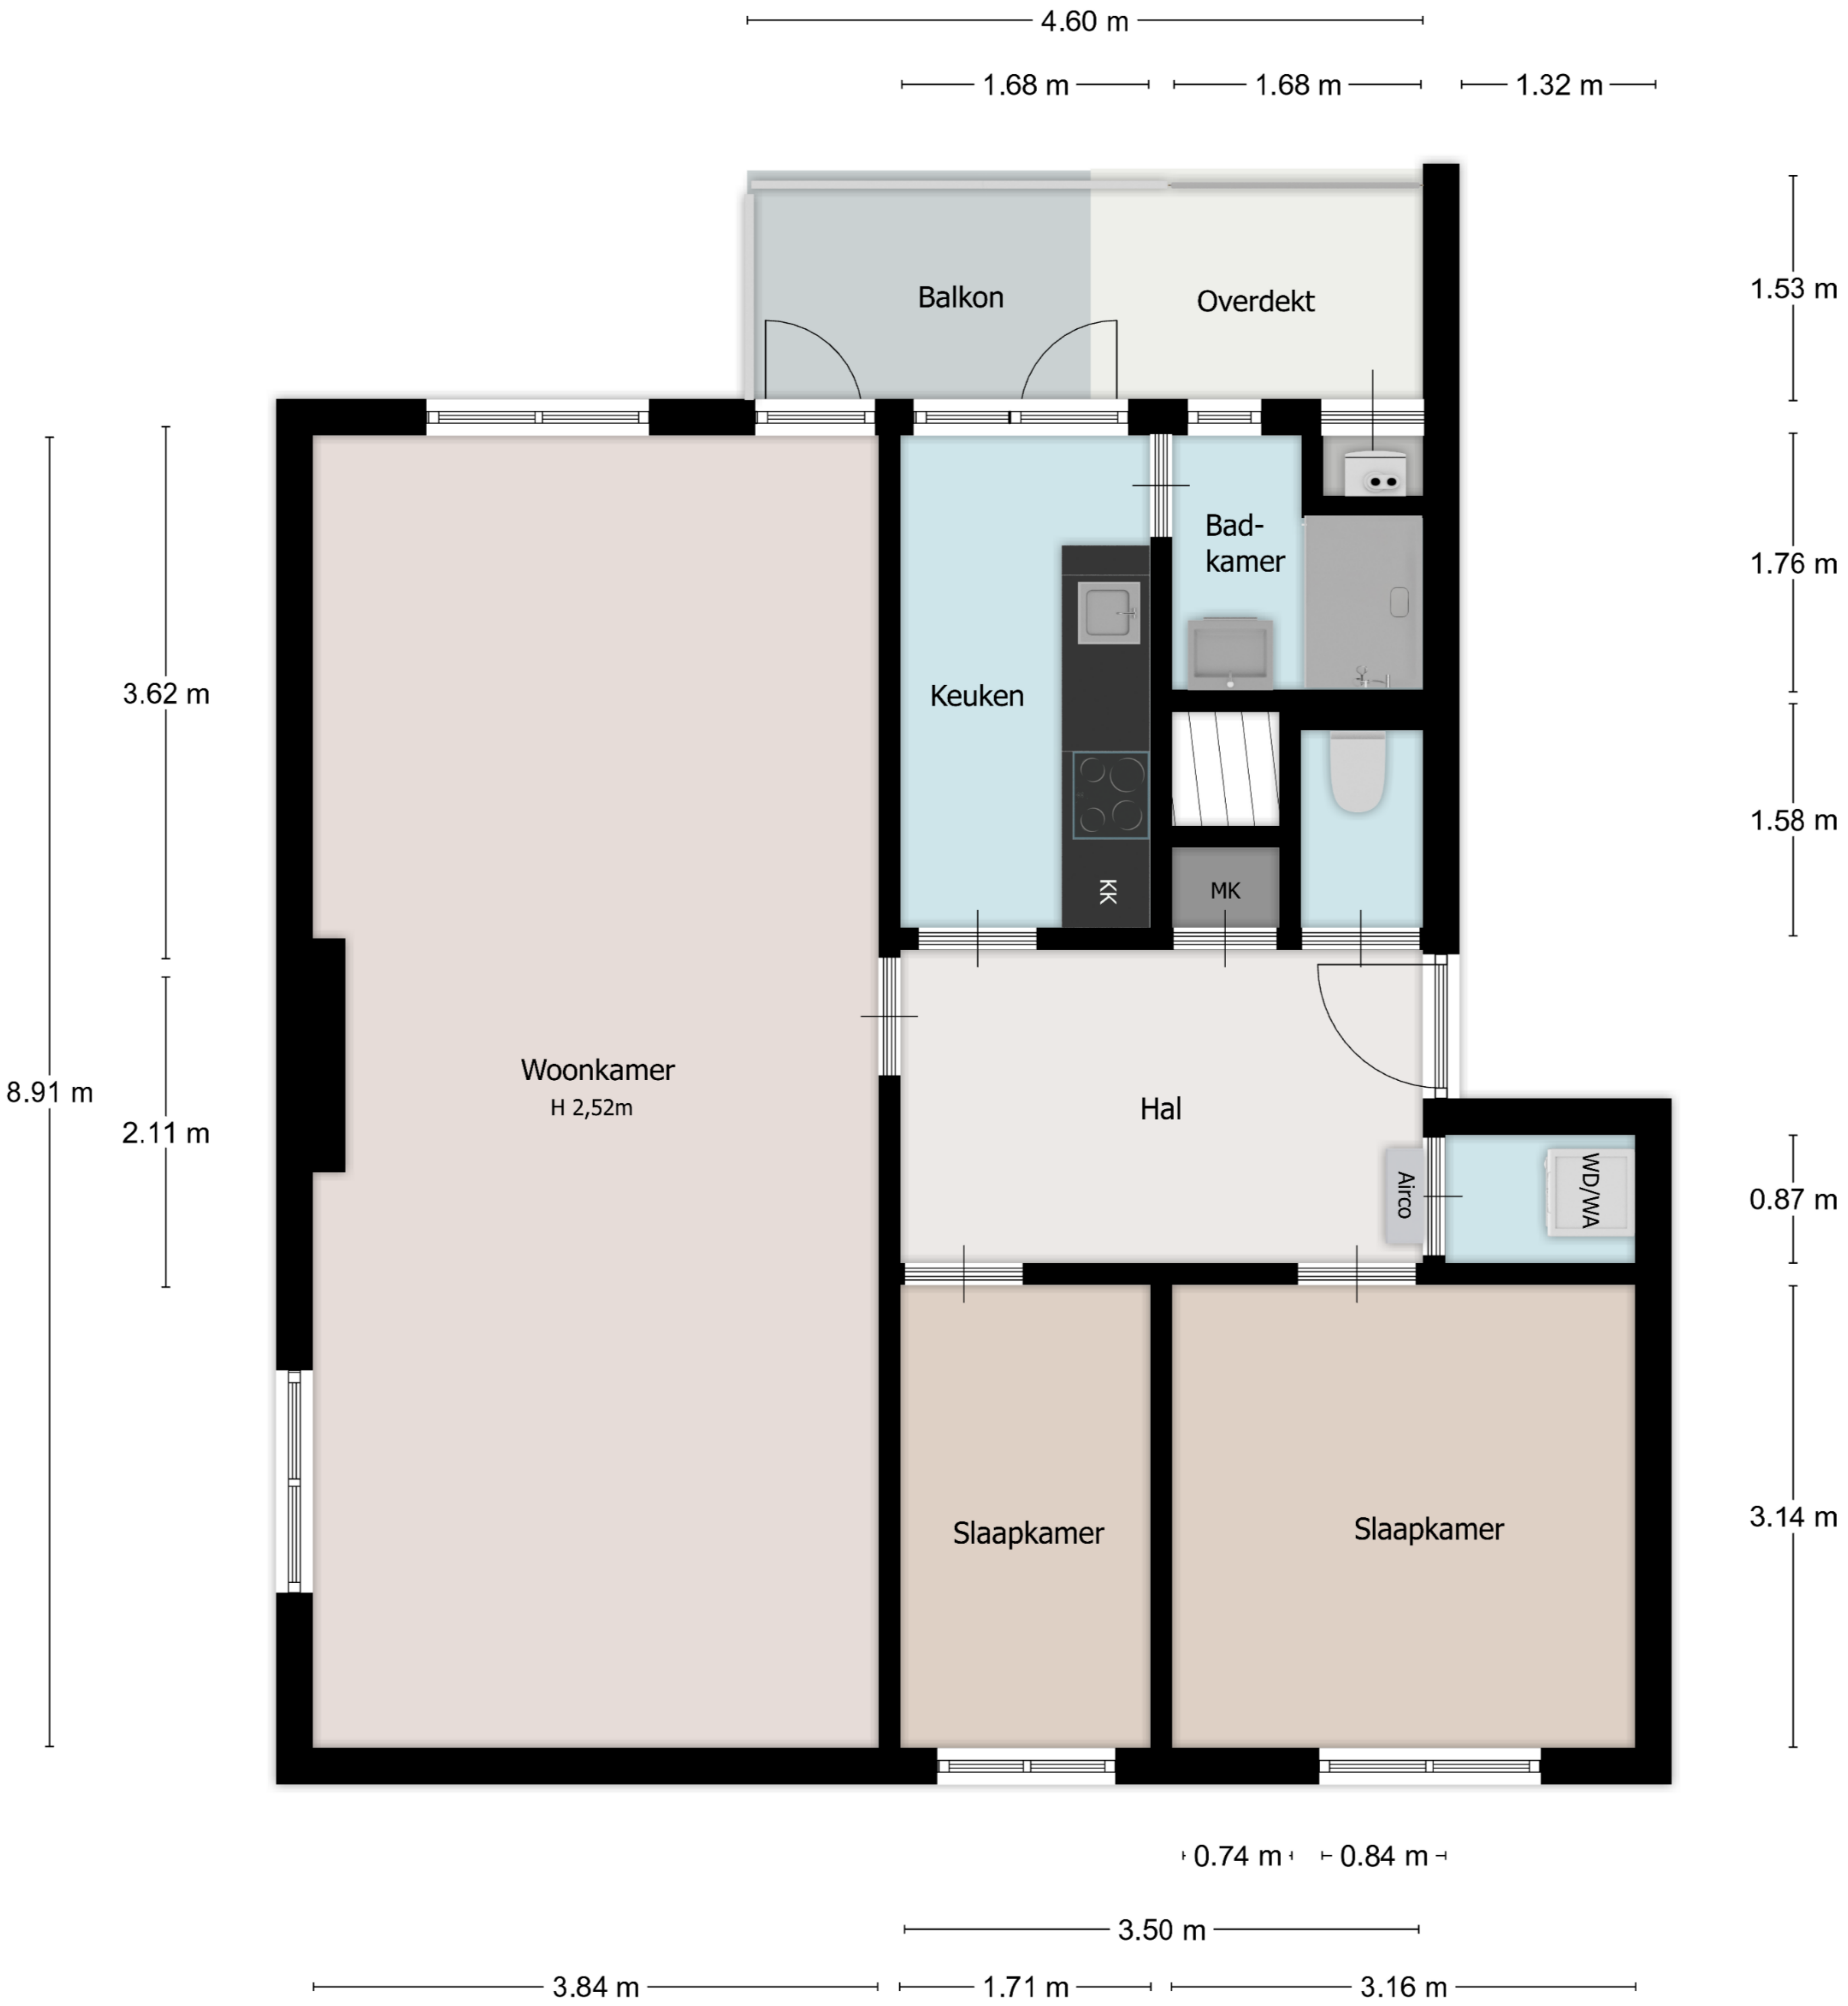 4.60 m
1.68 m
1.68 m
1.32 m
Balkon
Overdekt
1.53 m
Bad-
kamer
1.76 m
Keuken
3.62 m
1.58 m
KK
MK
Woonkamer
H 2,52m
8.91 m
2.11 m
Hal
Airco
WD/WA
0.87 m
Slaapkamer
Slaapkamer
3.14 m
0.74 m
0.84 m
3.50 m
3.84 m
1.71 m
3.16 m